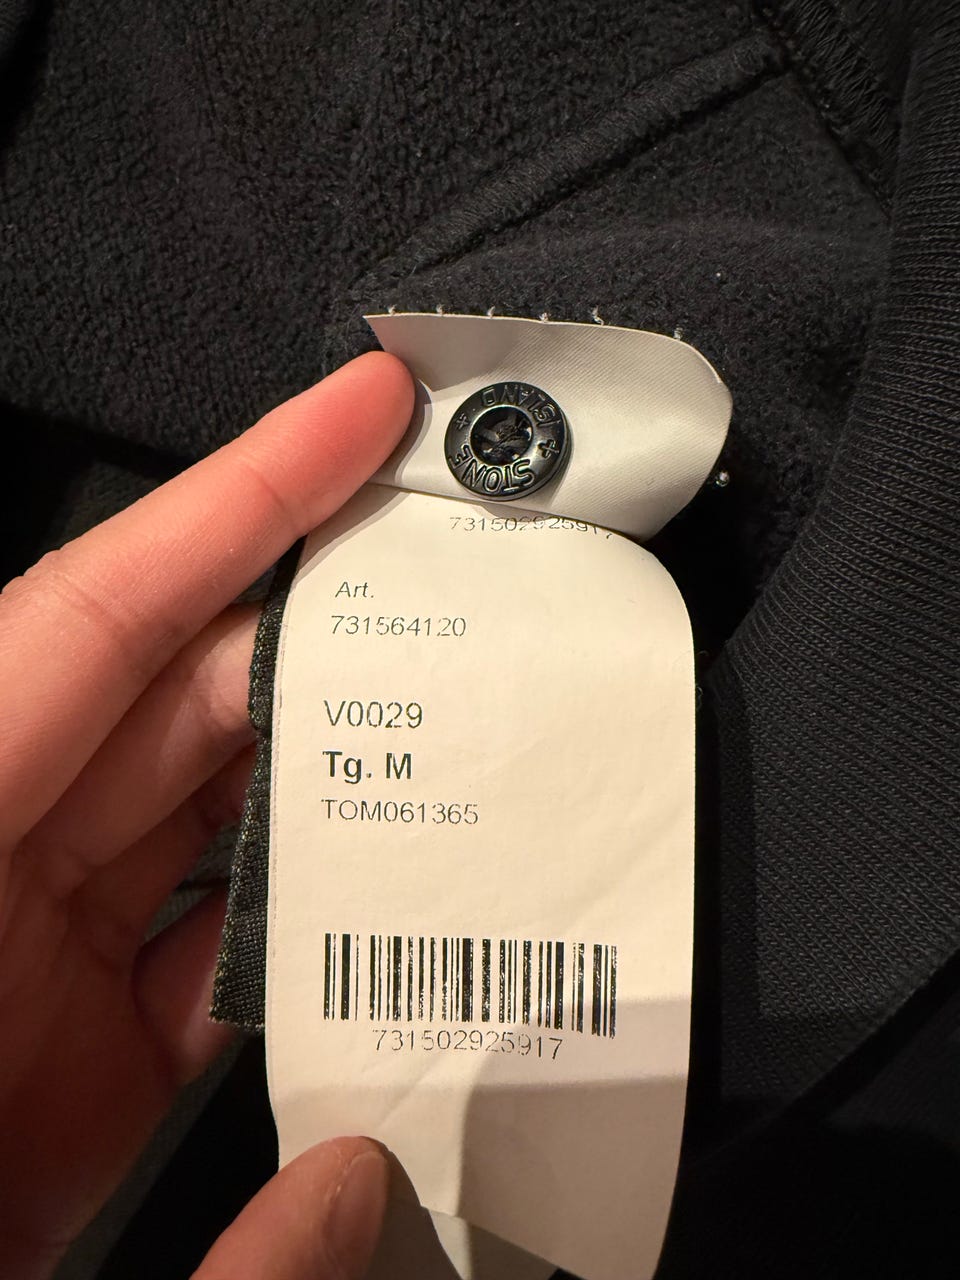 STONE ISLAND
731502925917
Art.
731564120
V0029
Tg. M
TOM061365
731502925917